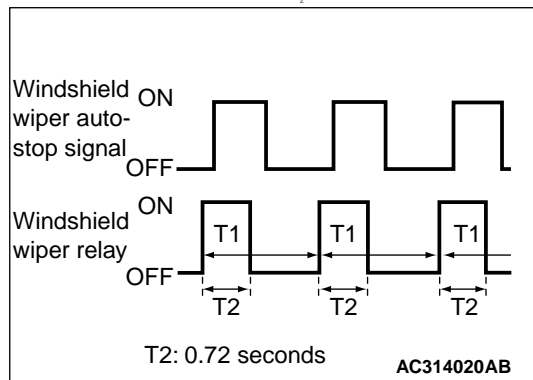 Windshield
wiper auto-
stop signal
ON
OFF
Windshield
wiper relay
ON
OFF
T1 T1 T1
T2 T2 T2
T2: 0.72 seconds
AC314020AB